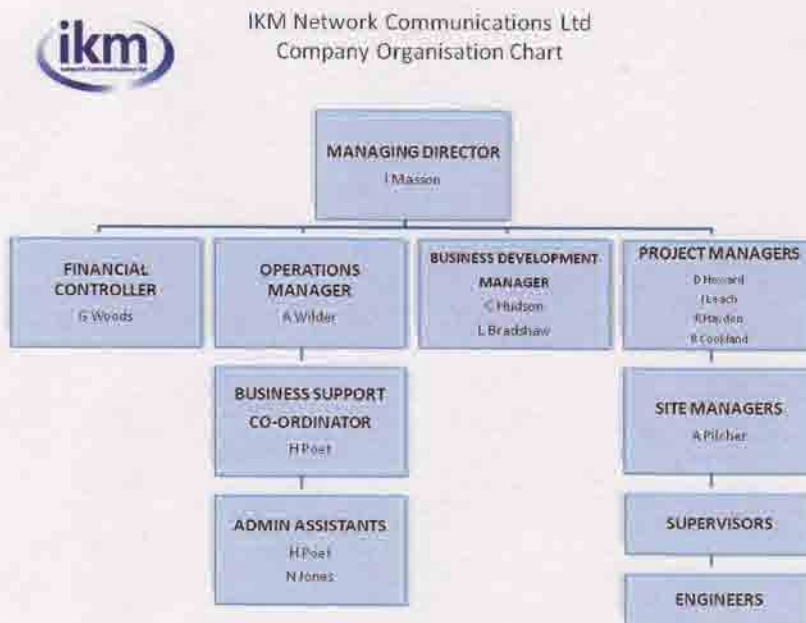 ikm
IKM Network Communications Ltd
Company Organisation Chart
MANAGING DIRECTOR
I Masson
FINANCIAL
CONTROLLER
G Woods
OPERATIONS
MANAGER
A Wilder
BUSINESS DEVELOPMENT
MANAGER
C Hudson
L Bradshaw
PROJECT MANAGERS
D Howard
J Leach
R Cookland
BUSINESS SUPPORT
CO-ORDINATOR
H Poet
ADMIN ASSISTANTS
H Poet
N Jones
SITE MANAGERS
A Pilcher
SUPERVISORS
ENGINEERS